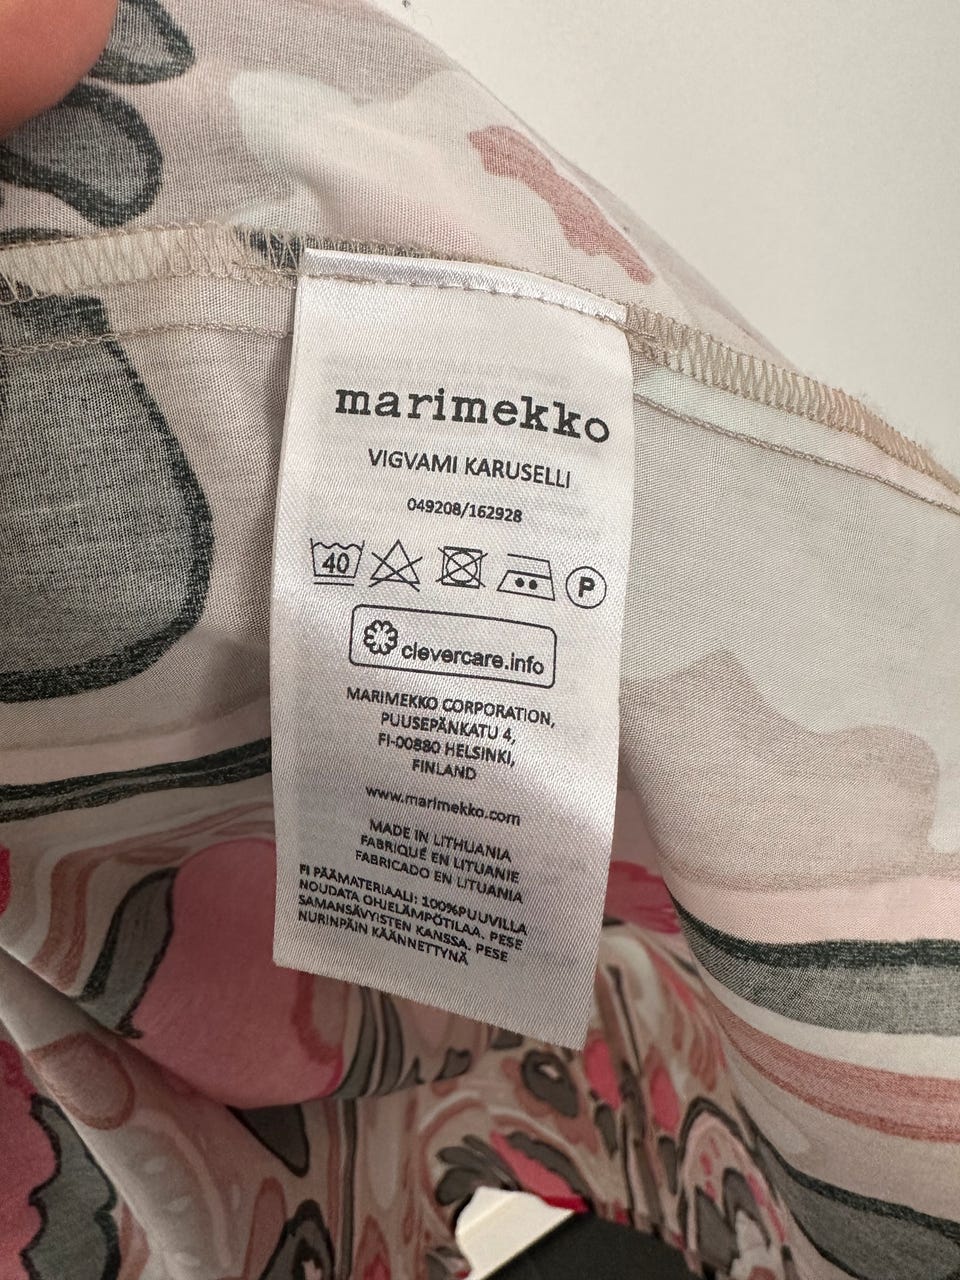 marimekko
VIGVAMI KARUSELLI
049208/162928
40
P
clevercare.info
MARIMEKKO CORPORATION,
PUUSEPÄNKATU 4,
FI-00880 HELSINKI,
FINLAND
www.marimekko.com
MADE IN LITHUANIA
FABRIQUÉ EN LITUANIE
FABRICADO EN LITUANIA
FI PÄÄMATERIAALI: 100%PUUVILLA
NOUDATA OHJELÄMPÖTILAA. PESE
SAMANSÄVYISTEN KANSSA. PESE
NURINPÄIN KÄÄNNETTYNÄ